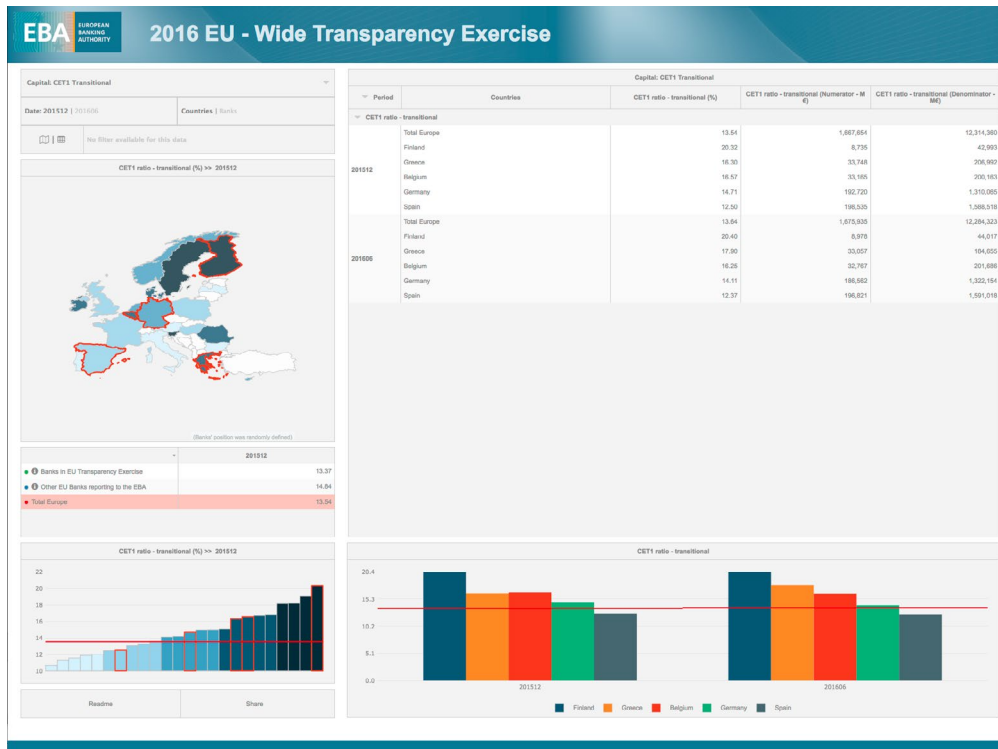 EBA EUROPEAN
BANKING
AUTHORITY
2016 EU - Wide Transparency Exercise
Capital: CET1 Transitional
Date: 201512 | 201606 Countries | Banks
No filter available for this data
CET1 ratio - transitional (%) >> 201512
(Banks' position was randomly defined)
201512
Banks in EU Transparency Exercise 13.37
Other EU Banks reporting to the EBA 14.84
Total Europe 13.54
CET1 ratio - transitional (%) >> 201512
22
20
18
16
14
12
10
Readme Share
Capital: CET1 Transitional
Period Countries CET1 ratio - transitional (%) CET1 ratio - transitional (Numerator - M€) CET1 ratio - transitional (Denominator - M€)
CET1 ratio - transitional
201512
Total Europe 13.54 1,667,654 12,314,360
Finland 20.32 8,735 42,993
Greece 16.30 33,748 206,992
Belgium 16.57 33,165 200,163
Germany 14.71 192,720 1,310,065
Spain 12.50 198,535 1,588,518
201606
Total Europe 13.64 1,675,935 12,284,323
Finland 20.40 8,978 44,017
Greece 17.90 33,057 184,655
Belgium 16.25 32,767 201,686
Germany 14.11 186,582 1,322,154
Spain 12.37 196,821 1,591,018
CET1 ratio - transitional
20.4
15.3
10.2
5.1
0.0
201512 201606
Finland Greece Belgium Germany Spain